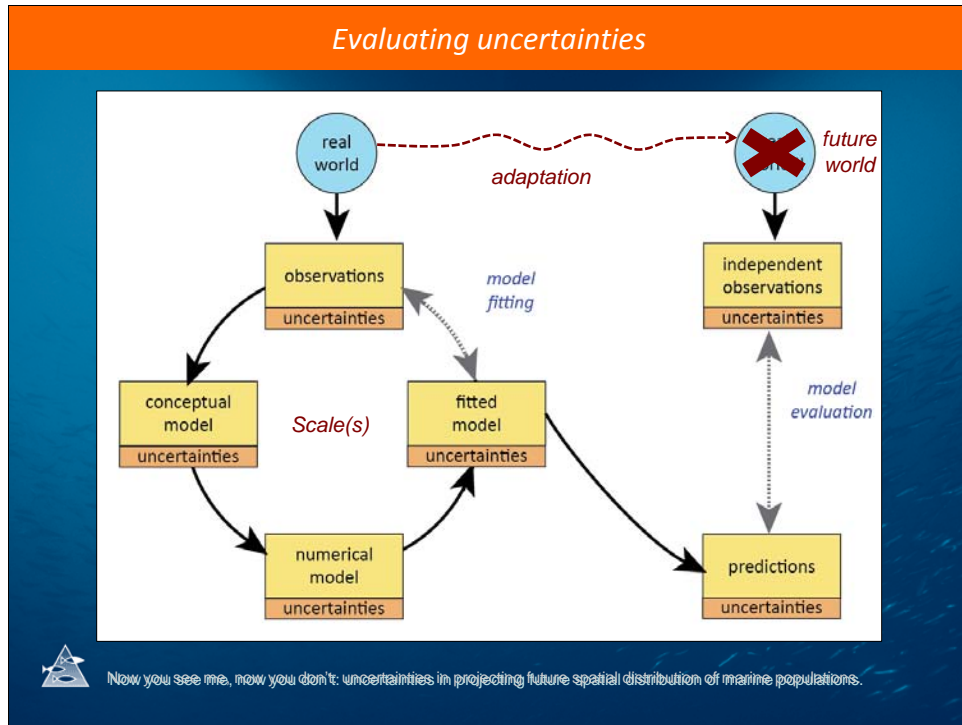 Evaluating uncertainties
real
world
adaptation
future
world
observations
uncertainties
model
fitting
independent
observations
uncertainties
conceptual
model
uncertainties
Scale(s)
fitted
model
uncertainties
model
evaluation
numerical
model
uncertainties
predictions
uncertainties
Now you see me, now you don't: uncertainties in projecting future spatial distribution of marine populations.